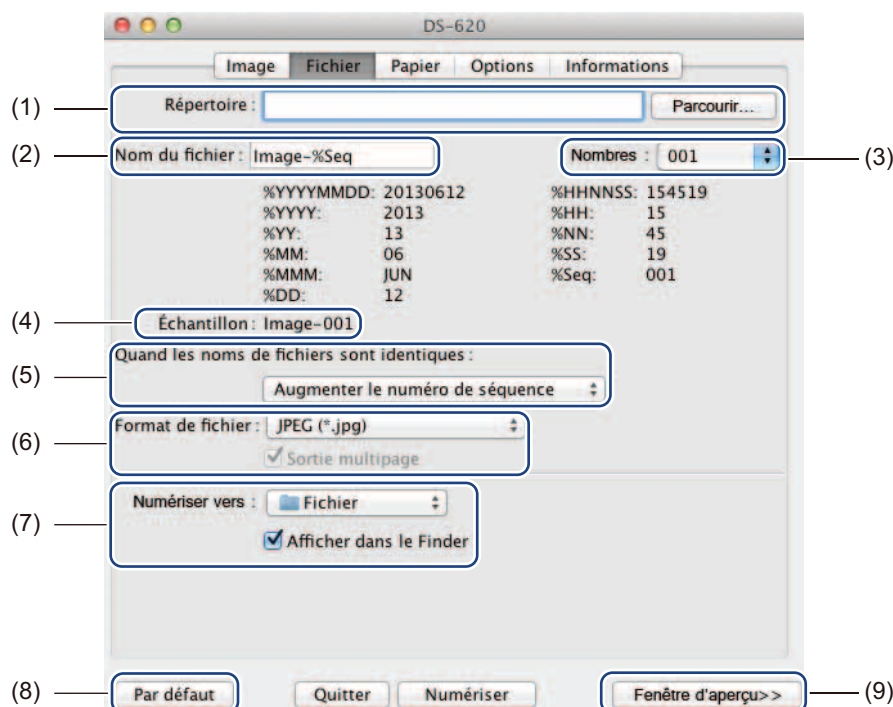 DS-620
Image Fichier Papier Options Informations
(1) Répertoire : Parcourir...
(2) Nom du fichier : Image-%Seq Nombres : 001 (3)
%YYYYMMDD: 20130612 %HHNNSS: 154519
%YYYY: 2013 %HH: 15
%YY: 13 %NN: 45
%MM: 06 %SS: 19
%MMM: JUN %Seq: 001
%DD: 12
(4) Échantillon : Image-001
Quand les noms de fichiers sont identiques :
(5) Augmenter le numéro de séquence
(6) Format de fichier : JPEG (*.jpg)
Sortie multipage
Numériser vers : Fichier
(7) Afficher dans le Finder
(8) Par défaut Quitter Numériser Fenêtre d'aperçu>> (9)